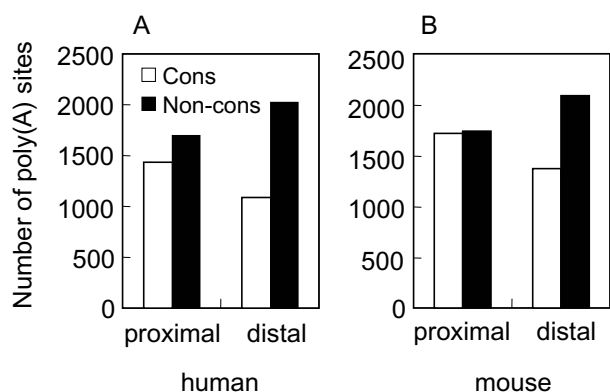 A
Number of poly(A) sites
2500
2000
1500
1000
500
0
Cons
Non-cons
proximal distal
human
B
2500
2000
1500
1000
500
0
proximal distal
mouse